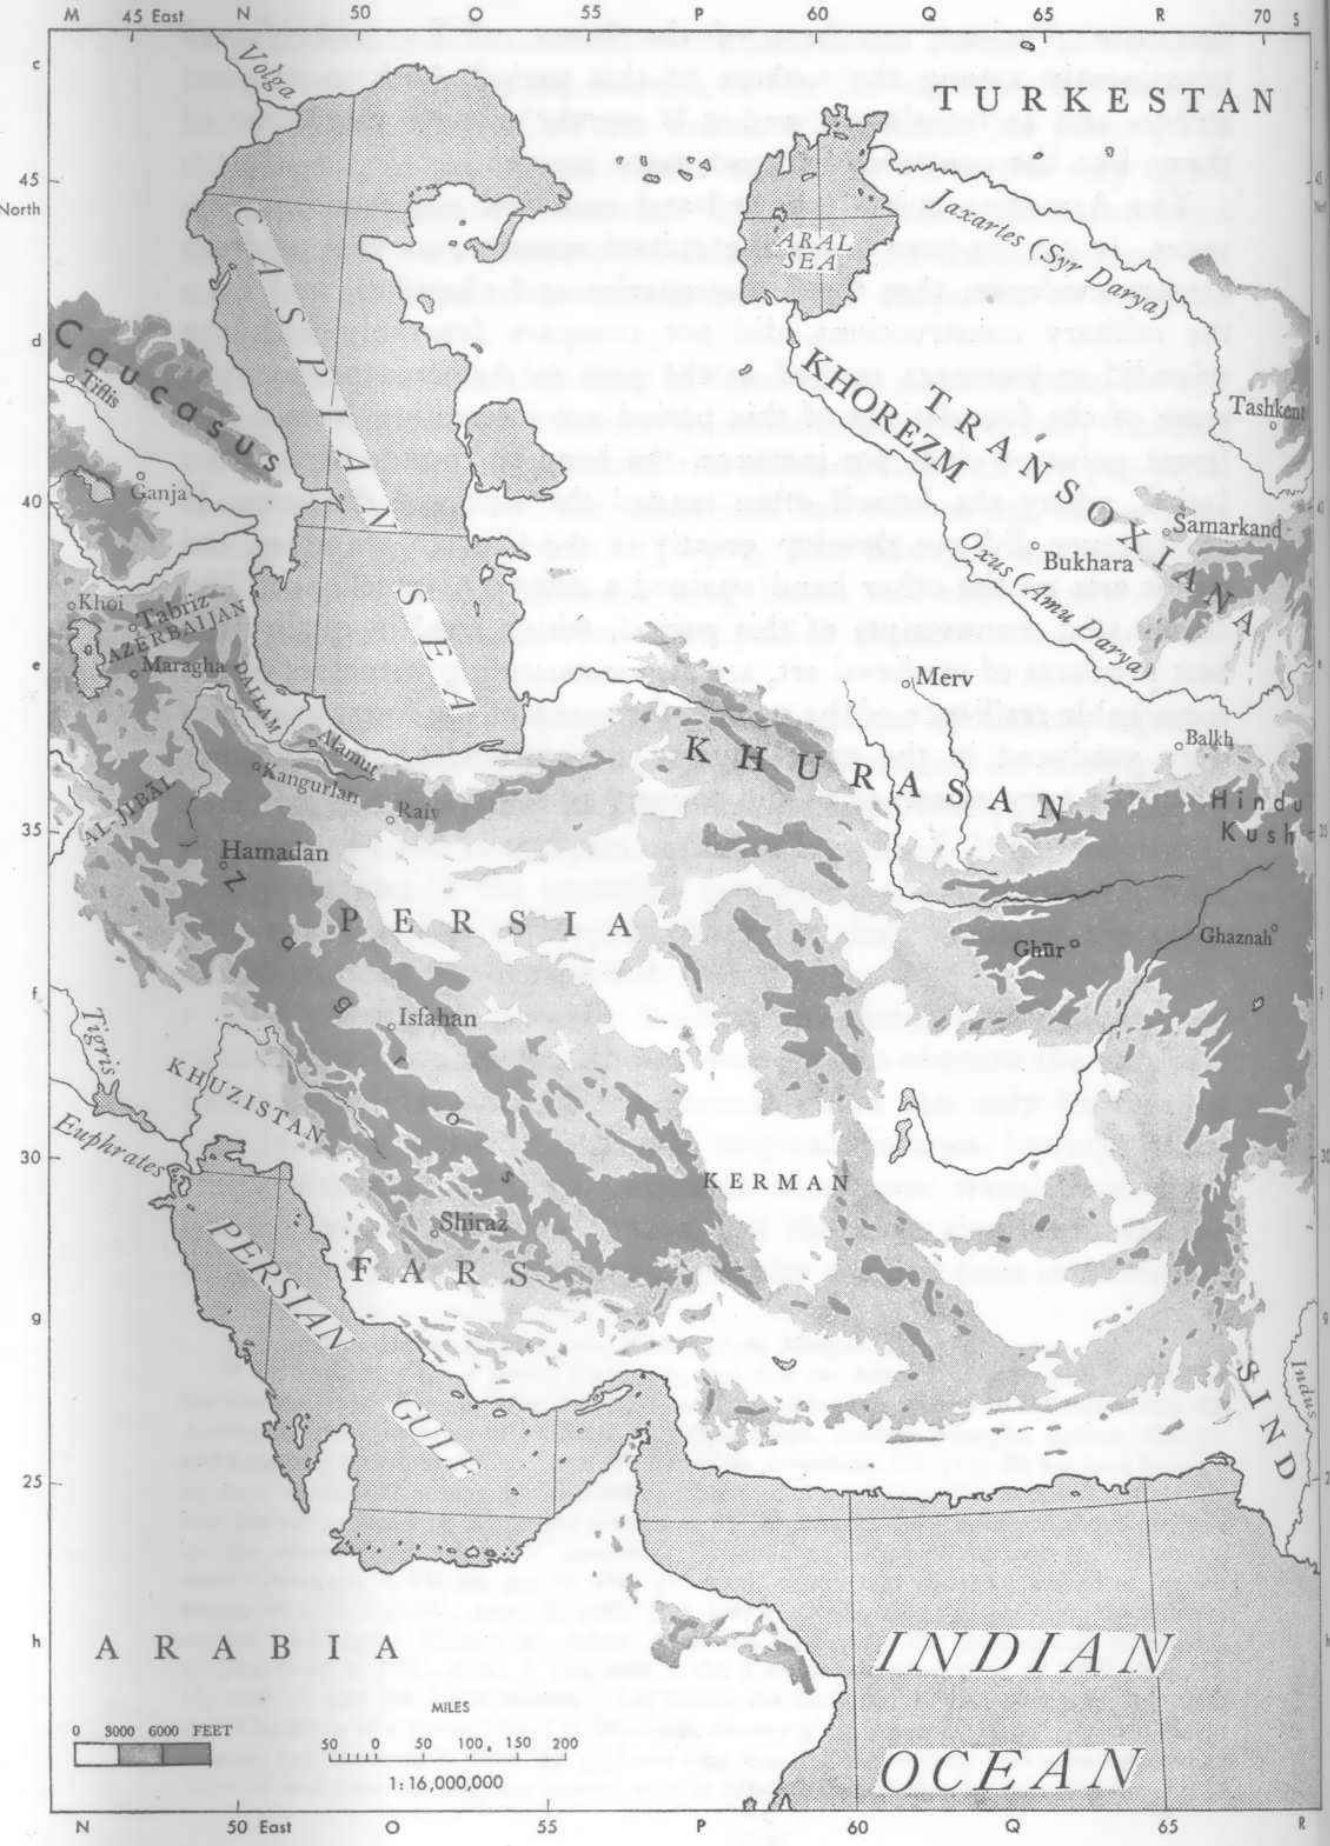 M 45 East N 50 O 55 P 60 Q 65 R 70 S
c
45
North
d
40
e
35
f
30
g
25
h
Volga
TURKESTAN
CASPIAN SEA
ARAL
SEA
Jaxartes (Syr Darya)
Caucasus
Tiflis
Ganja
KHOREZM
TRÁNSOXIANA
Tashkent
Samarkand
Bukhara
Oxus (Amu Darya)
Khoi
Tabriz
AZERBAIJAN
Maragha
DAILAM
Merv
Alamut
Balkh
Kangurlan
KHURASAN
AL-JIBĀL
Raiy
Hindu
Kush
Hamadan
Zagros
PERSIA
Ghūr
Ghaznah
Isfahan
Tigris
KHUZISTAN
Euphrates
KERMAN
Shiraz
FARS
PERSIAN
GULF
SIND
Indus
ARABIA
INDIAN
OCEAN
MILES
0 3000 6000 FEET
50 0 50 100 150 200
1:16,000,000
N 50 East O 55 P 60 Q 65 R